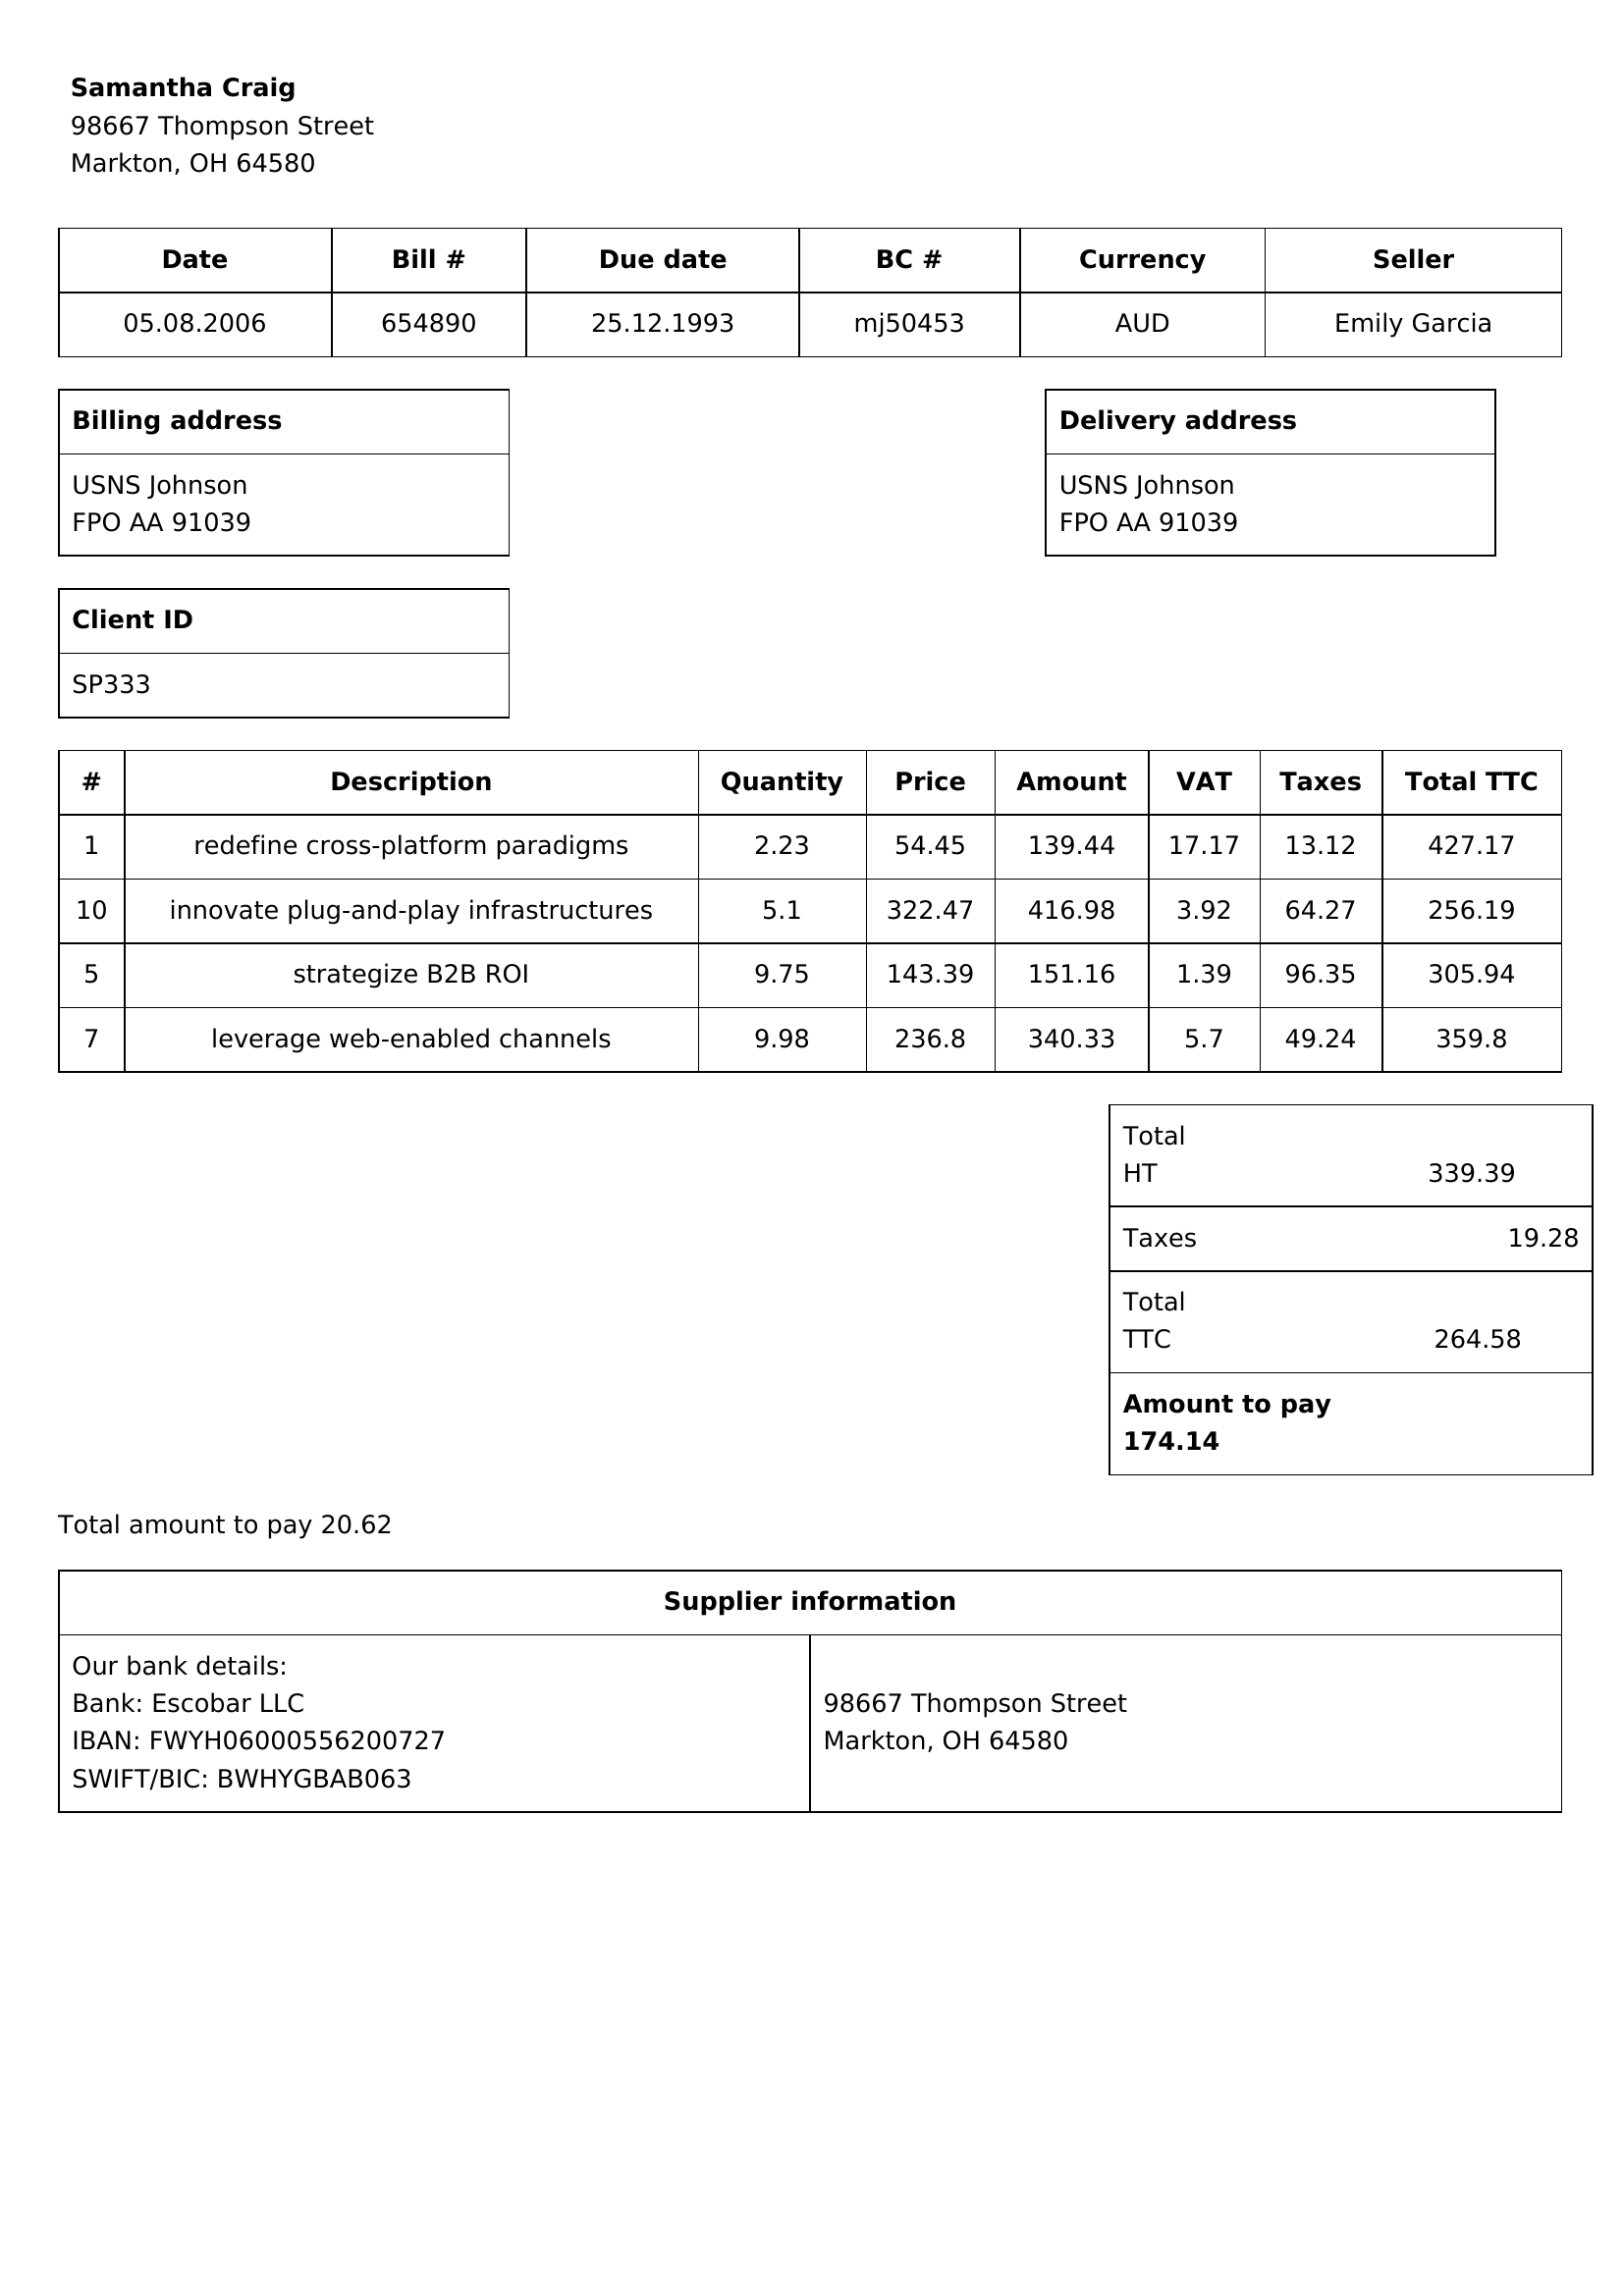 Samantha Craig
98667 Thompson Street
Markton, OH 64580
Date Bill # Due date BC # Currency Seller
05.08.2006 654890 25.12.1993 mj50453 AUD Emily Garcia
Billing address
USNS Johnson
FPO AA 91039
Delivery address
USNS Johnson
FPO AA 91039
Client ID
SP333
# Description Quantity Price Amount VAT Taxes Total TTC
1 redefine cross-platform paradigms 2.23 54.45 139.44 17.17 13.12 427.17
10 innovate plug-and-play infrastructures 5.1 322.47 416.98 3.92 64.27 256.19
5 strategize B2B ROI 9.75 143.39 151.16 1.39 96.35 305.94
7 leverage web-enabled channels 9.98 236.8 340.33 5.7 49.24 359.8
Total
HT 339.39
Taxes 19.28
Total
TTC 264.58
Amount to pay
174.14
Total amount to pay 20.62
Supplier information
Our bank details:
Bank: Escobar LLC
IBAN: FWYH06000556200727
SWIFT/BIC: BWHYGBAB063
98667 Thompson Street
Markton, OH 64580